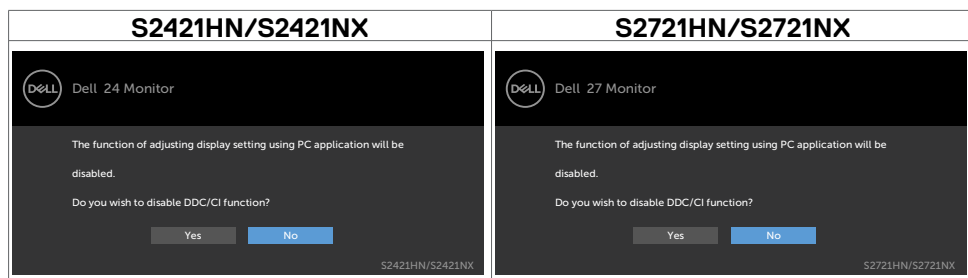 S2421HN/S2421NX
DELL Dell 24 Monitor
The function of adjusting display setting using PC application will be
disabled.
Do you wish to disable DDC/CI function?
Yes No
S2421HN/S2421NX
S2721HN/S2721NX
DELL Dell 27 Monitor
The function of adjusting display setting using PC application will be
disabled.
Do you wish to disable DDC/CI function?
Yes No
S2721HN/S2721NX